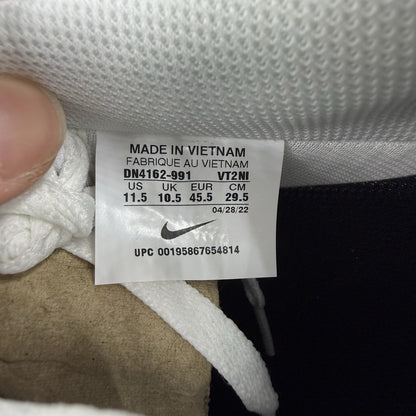 MADE IN VIETNAM
FABRIQUE AU VIETNAM
DN4162-991 VT2NI
US UK EUR CM
11.5 10.5 45.5 29.5
04/28/22
UPC 00195867654814